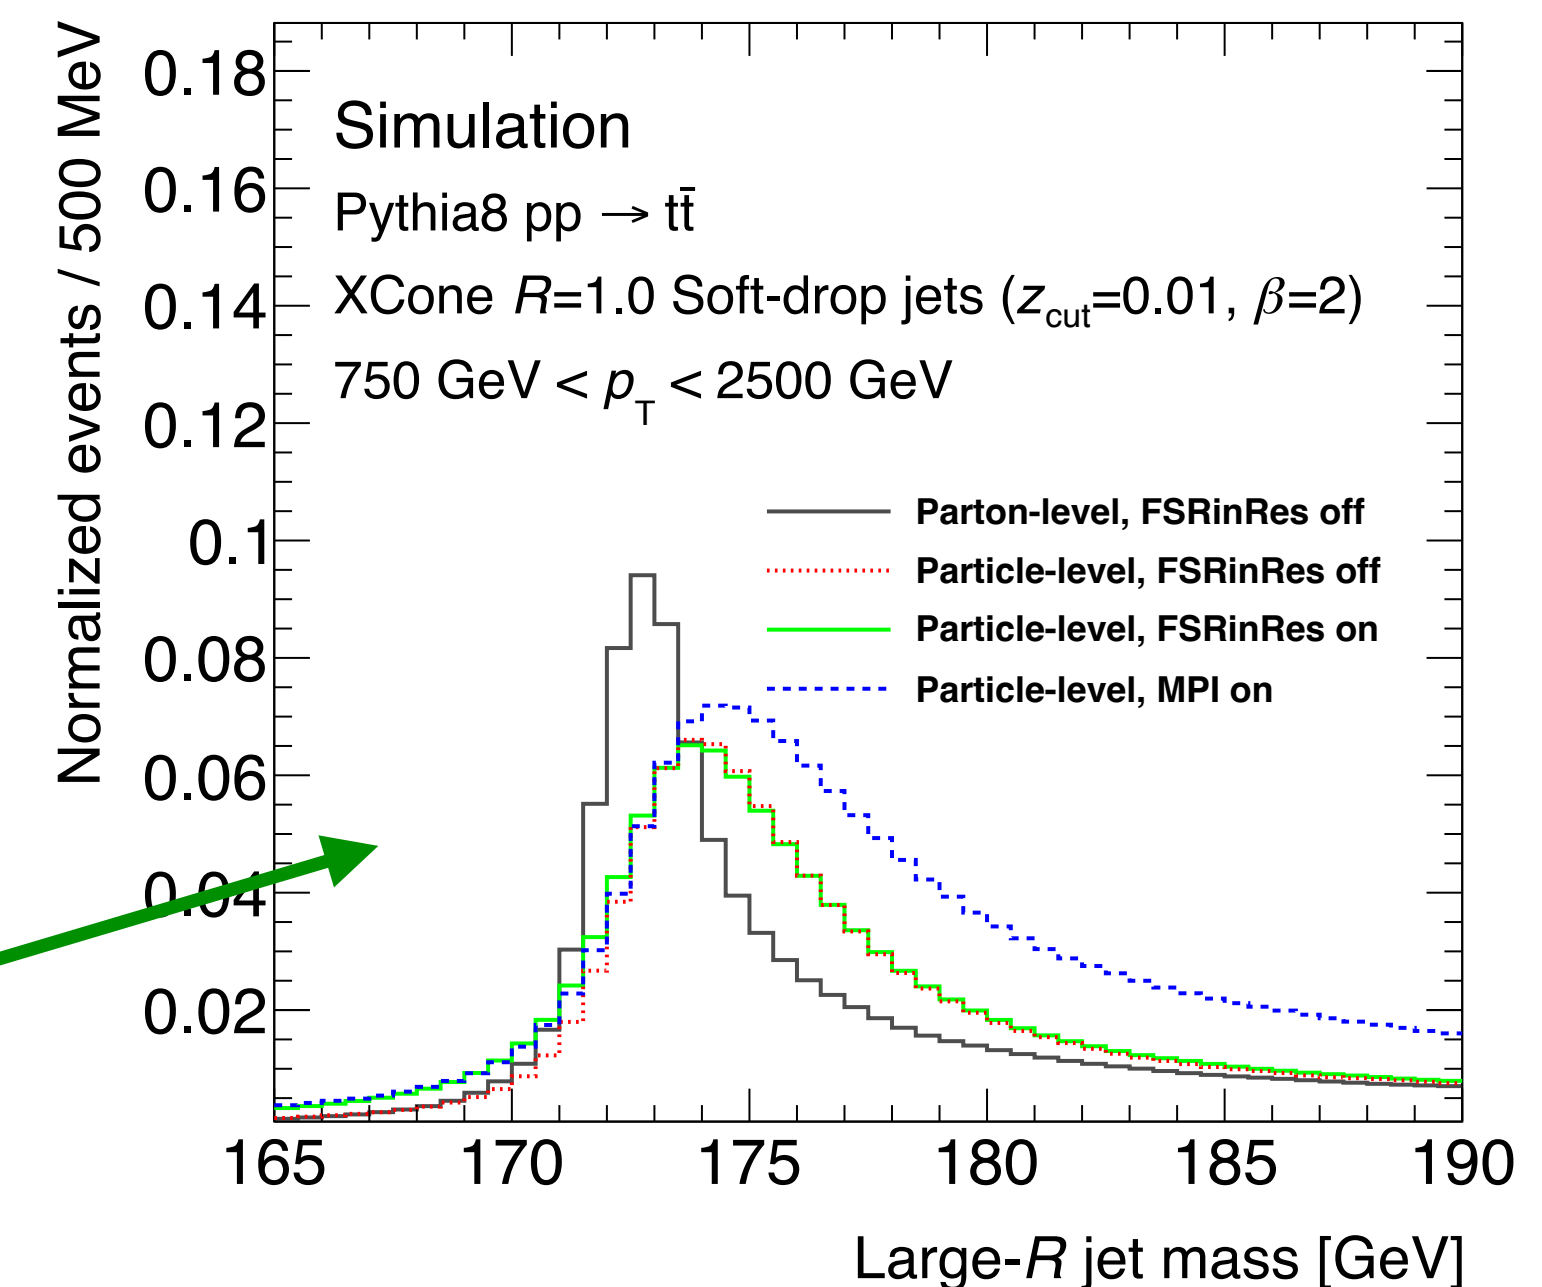 Normalized events / 500 MeV
0.18
0.16
0.14
0.12
0.1
0.08
0.06
0.04
0.02
Simulation
Pythia8 pp → tt̄
XCone R=1.0 Soft-drop jets (z_cut=0.01, β=2)
750 GeV < p_T < 2500 GeV
Parton-level, FSRinRes off
Particle-level, FSRinRes off
Particle-level, FSRinRes on
Particle-level, MPI on
165 170 175 180 185 190
Large-R jet mass [GeV]